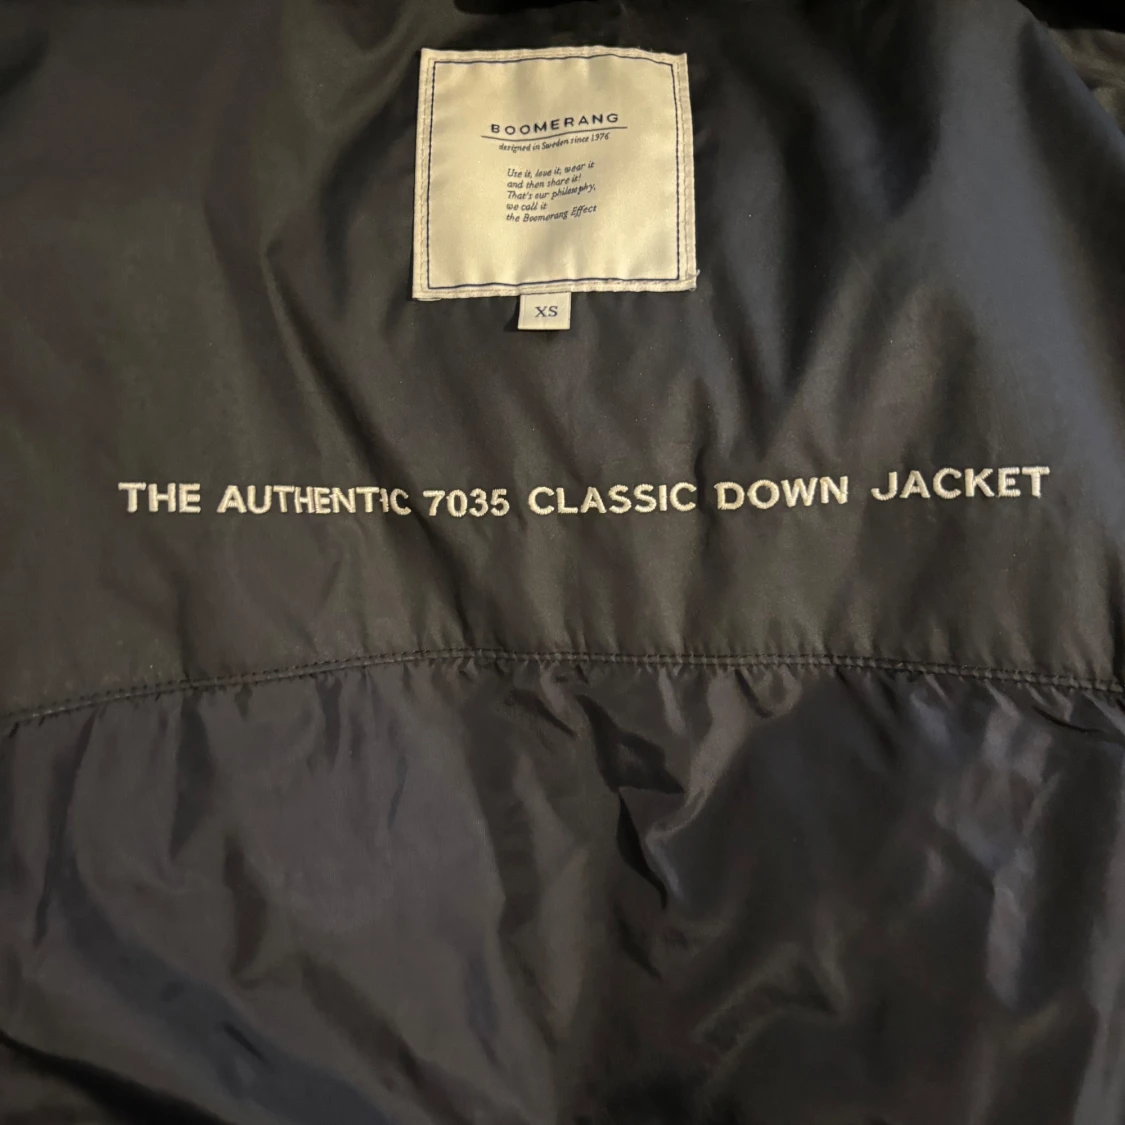 BOOMERANG
designed in Sweden since 1976
Use it, love it, wear it
and then share it!
That's our philosophy,
we call it
the Boomerang Effect
XS
THE AUTHENTIC 7035 CLASSIC DOWN JACKET